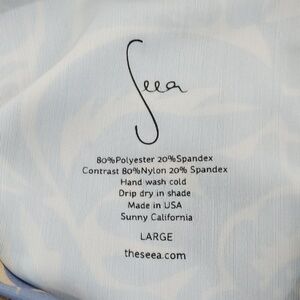 Seea
80%Polyester 20%Spandex
Contrast 80%Nylon 20% Spandex
Hand wash cold
Drip dry in shade
Made in USA
Sunny California
LARGE
theseea.com